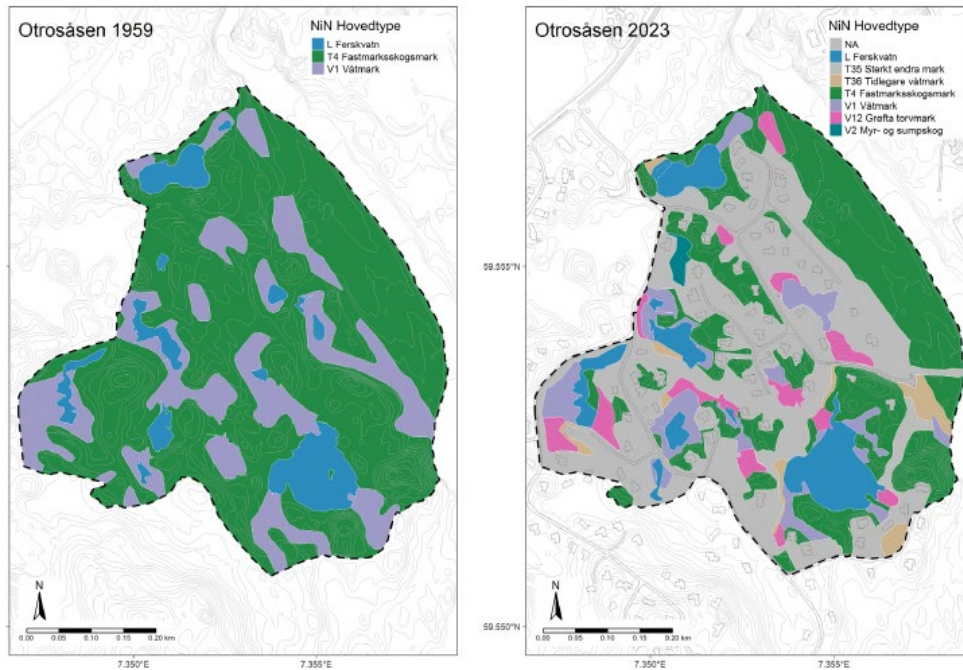 Otrosåsen 1959
NiN Hovedtype
L Ferskvatn
T4 Fastmarksskogsmark
V1 Våtmark
N
0.00 0.05 0.10 0.15 0.20 km
7.350°E 7.355°E
Otrosåsen 2023
NiN Hovedtype
NA
L Ferskvatn
T35 Sterkt endra mark
T36 Tidlegare våtmark
T4 Fastmarksskogsmark
V1 Våtmark
V12 Grøfta torvmark
V2 Myr- og sumpskog
59.555°N
59.550°N
N
0.00 0.05 0.10 0.15 0.20 km
7.350°E 7.355°E